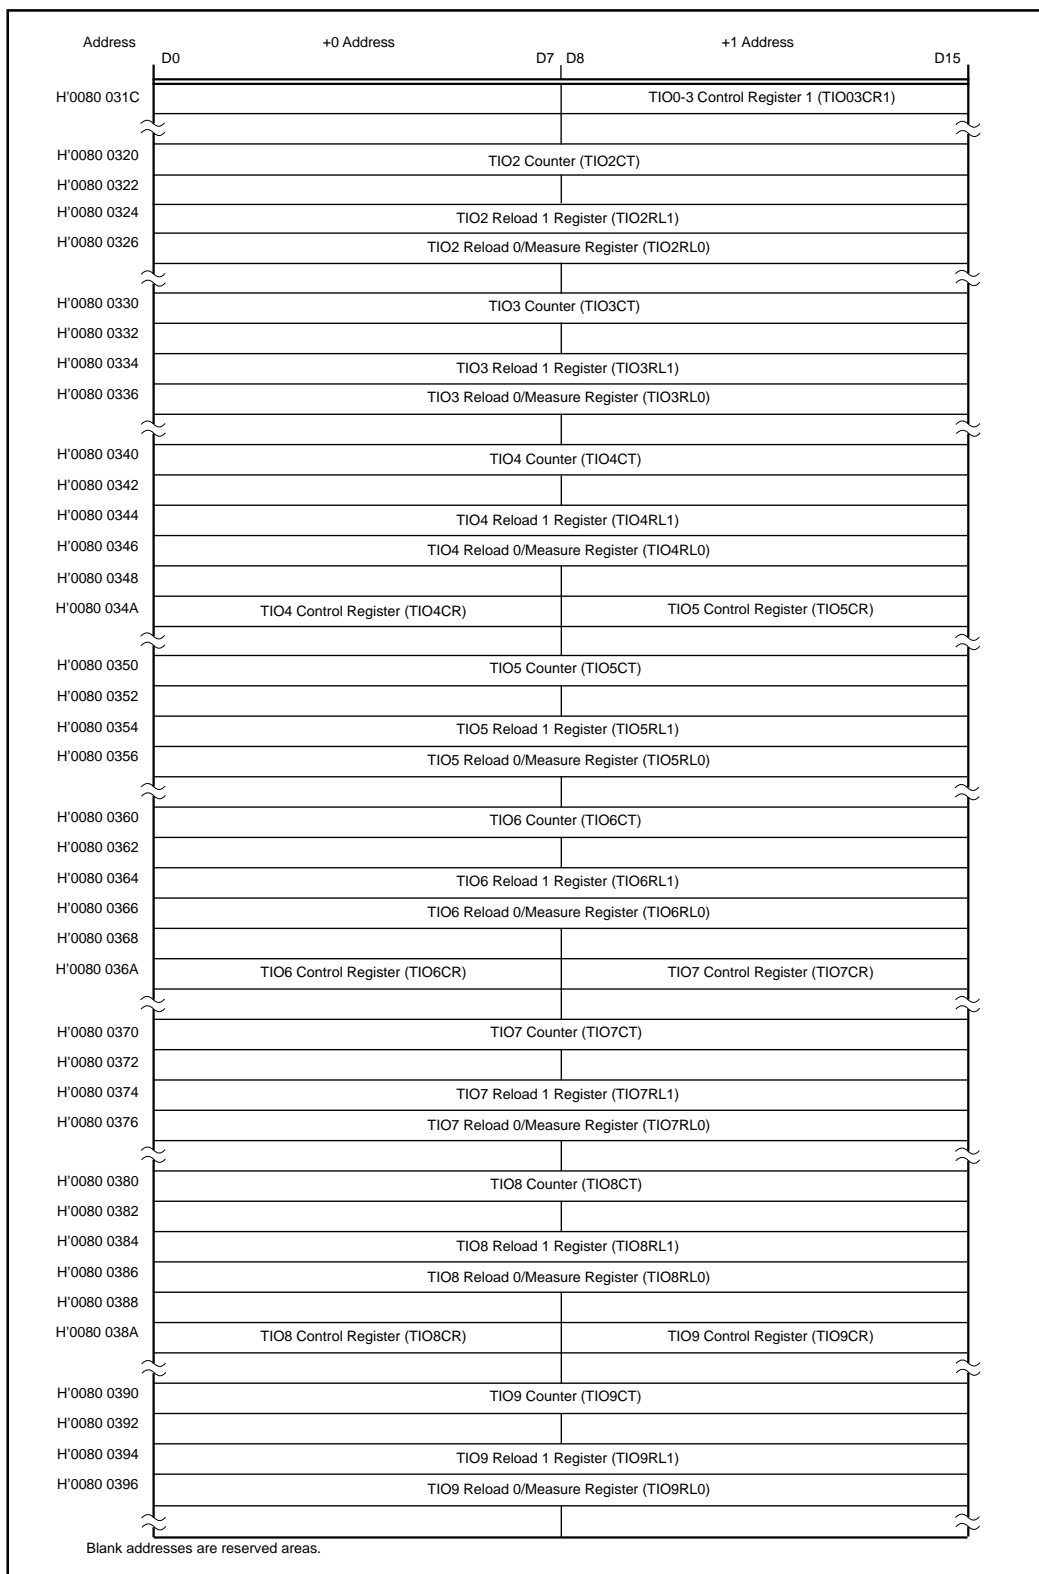 Address +0 Address +1 Address
D0 D7 D8 D15
H'0080 031C TIO0-3 Control Register 1 (TIO03CR1)
H'0080 0320 TIO2 Counter (TIO2CT)
H'0080 0322
H'0080 0324 TIO2 Reload 1 Register (TIO2RL1)
H'0080 0326 TIO2 Reload 0/Measure Register (TIO2RL0)
H'0080 0330 TIO3 Counter (TIO3CT)
H'0080 0332
H'0080 0334 TIO3 Reload 1 Register (TIO3RL1)
H'0080 0336 TIO3 Reload 0/Measure Register (TIO3RL0)
H'0080 0340 TIO4 Counter (TIO4CT)
H'0080 0342
H'0080 0344 TIO4 Reload 1 Register (TIO4RL1)
H'0080 0346 TIO4 Reload 0/Measure Register (TIO4RL0)
H'0080 0348
H'0080 034A TIO4 Control Register (TIO4CR) TIO5 Control Register (TIO5CR)
H'0080 0350 TIO5 Counter (TIO5CT)
H'0080 0352
H'0080 0354 TIO5 Reload 1 Register (TIO5RL1)
H'0080 0356 TIO5 Reload 0/Measure Register (TIO5RL0)
H'0080 0360 TIO6 Counter (TIO6CT)
H'0080 0362
H'0080 0364 TIO6 Reload 1 Register (TIO6RL1)
H'0080 0366 TIO6 Reload 0/Measure Register (TIO6RL0)
H'0080 0368
H'0080 036A TIO6 Control Register (TIO6CR) TIO7 Control Register (TIO7CR)
H'0080 0370 TIO7 Counter (TIO7CT)
H'0080 0372
H'0080 0374 TIO7 Reload 1 Register (TIO7RL1)
H'0080 0376 TIO7 Reload 0/Measure Register (TIO7RL0)
H'0080 0380 TIO8 Counter (TIO8CT)
H'0080 0382
H'0080 0384 TIO8 Reload 1 Register (TIO8RL1)
H'0080 0386 TIO8 Reload 0/Measure Register (TIO8RL0)
H'0080 0388
H'0080 038A TIO8 Control Register (TIO8CR) TIO9 Control Register (TIO9CR)
H'0080 0390 TIO9 Counter (TIO9CT)
H'0080 0392
H'0080 0394 TIO9 Reload 1 Register (TIO9RL1)
H'0080 0396 TIO9 Reload 0/Measure Register (TIO9RL0)
Blank addresses are reserved areas.